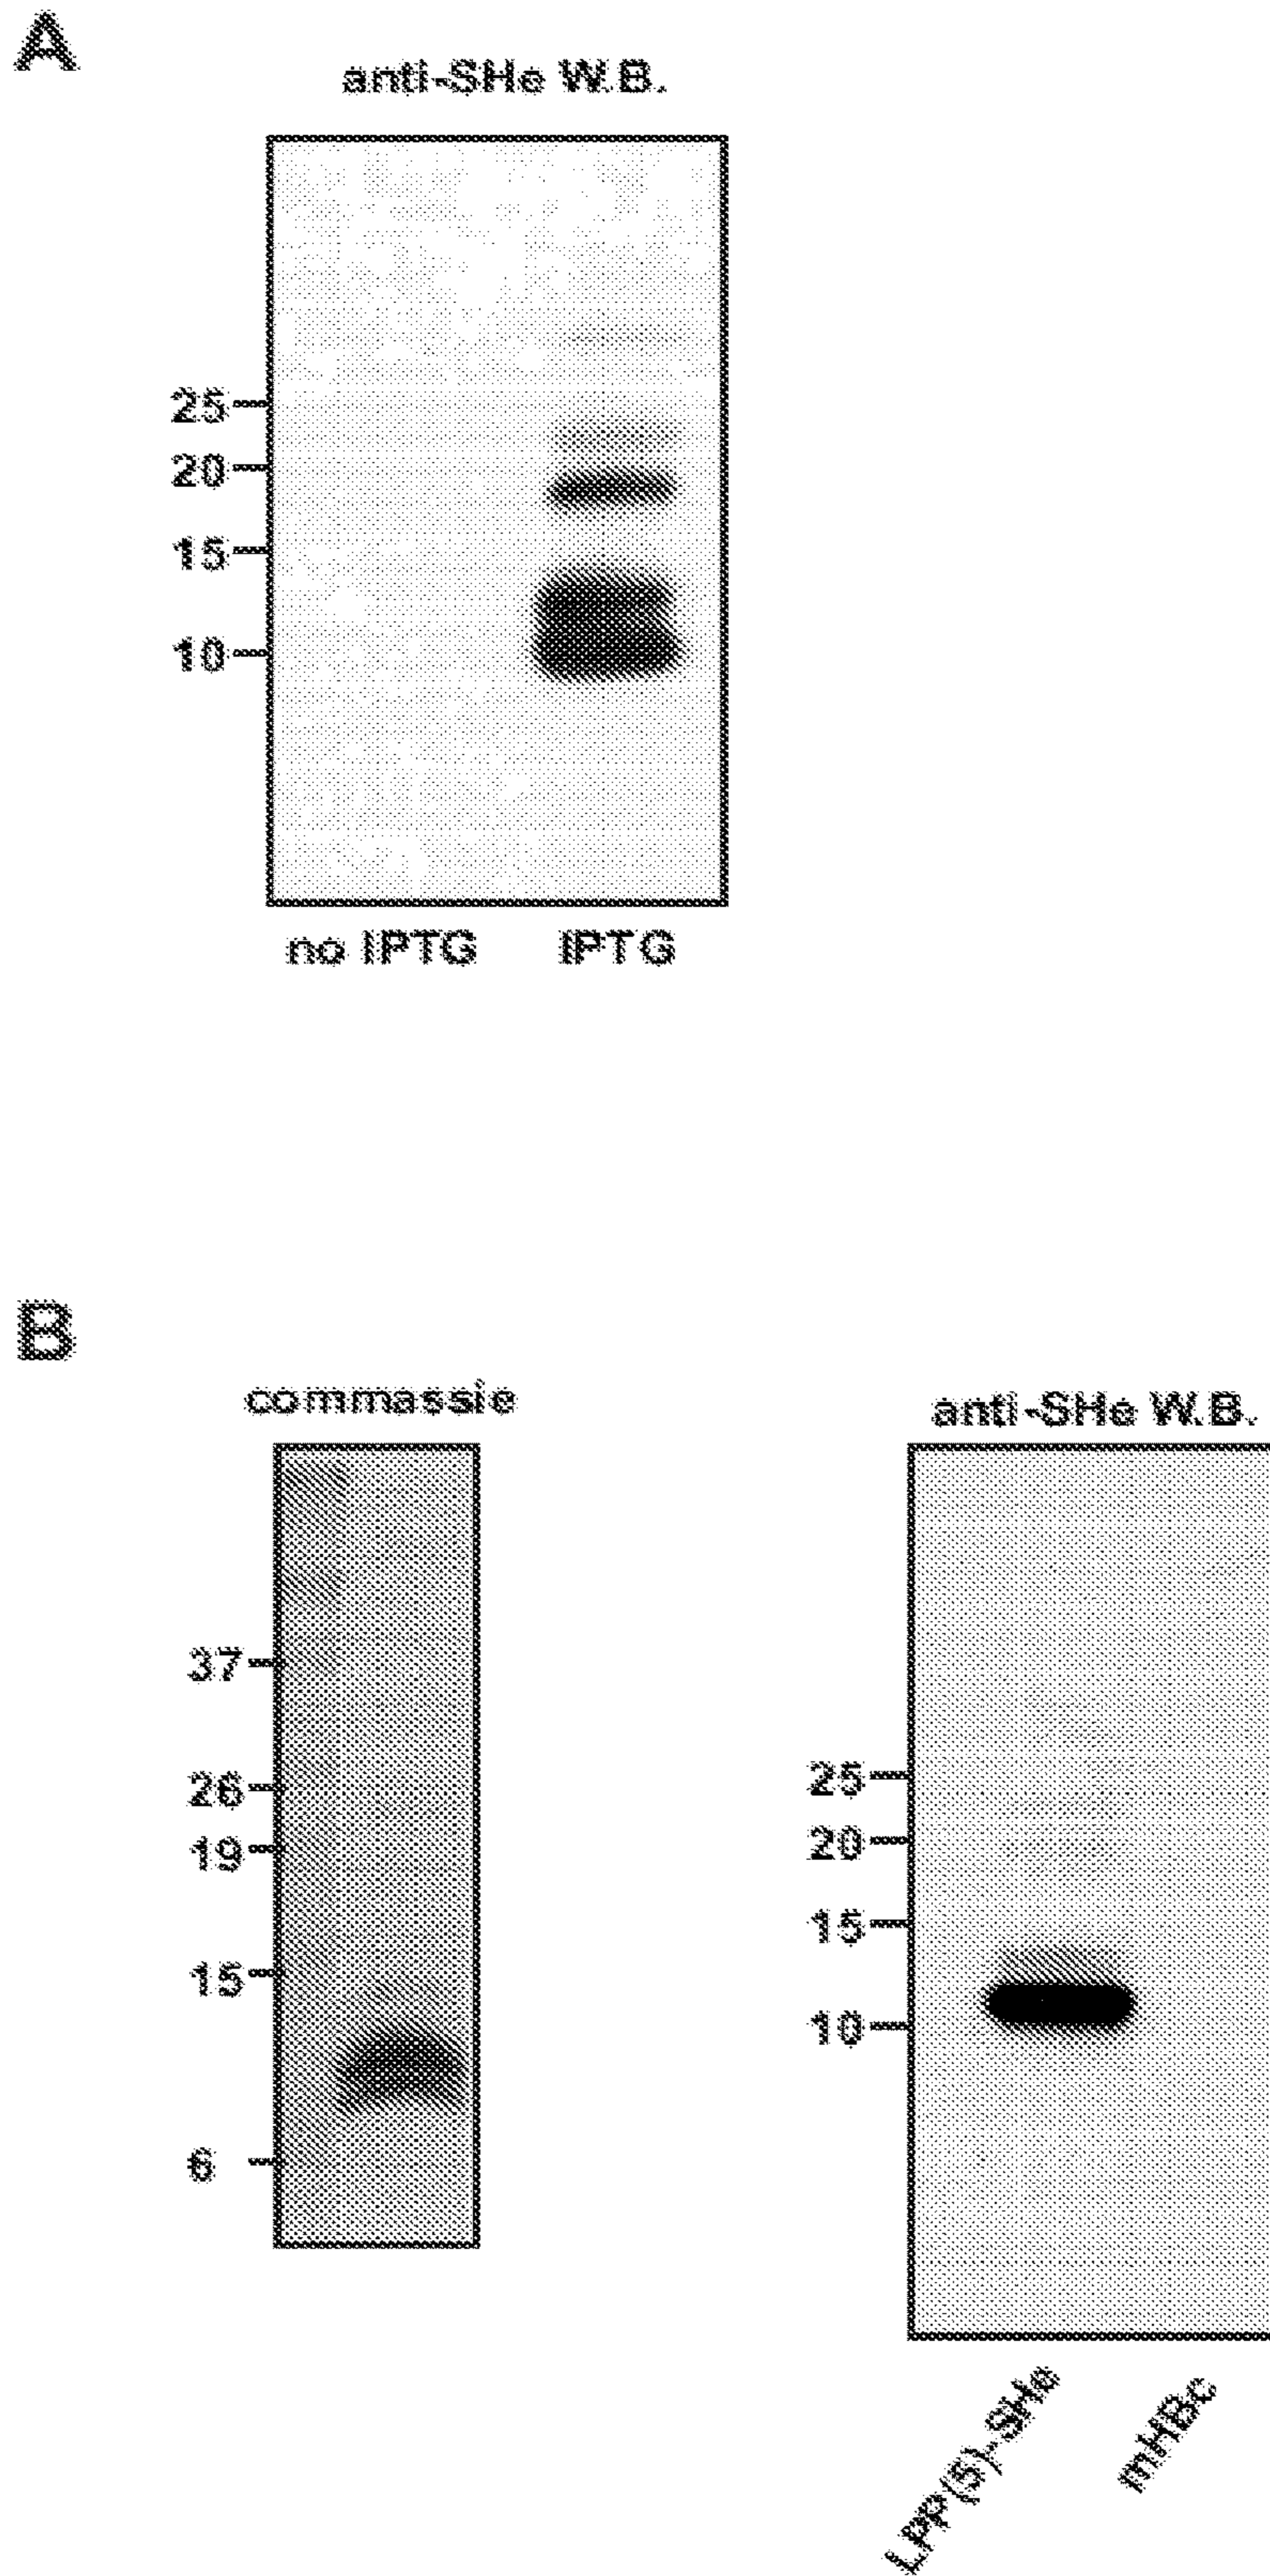 A
anti-SHe W.B.
25
20
15
10
no IPTG IPTG
B
commassie
37
26
19
15
6
anti-SHe W.B.
25
20
15
10
LPP(5)-SHe
mHBc